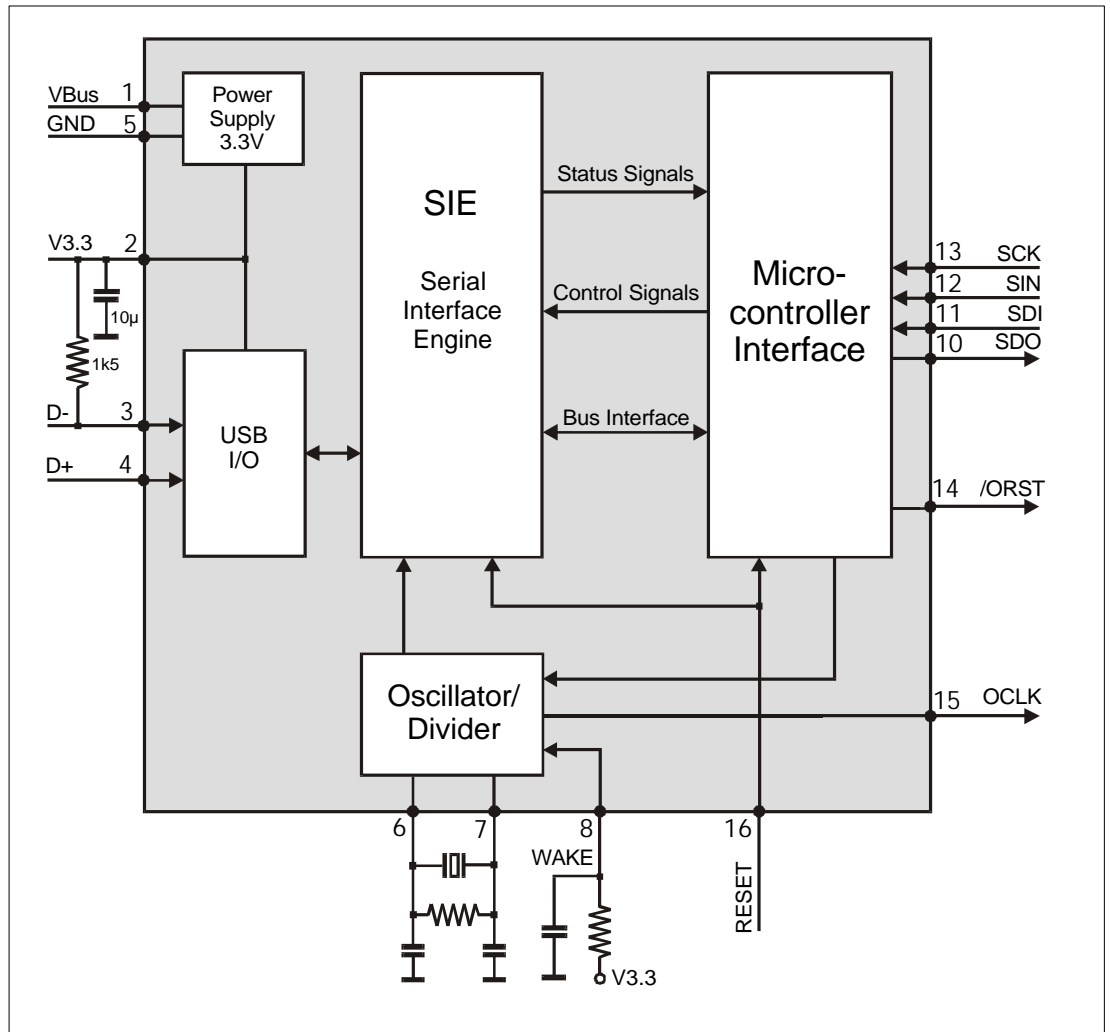 VBus 1
GND 5
Power
Supply
3.3V
V3.3 2
10µ
1k5
D- 3
D+ 4
USB
I/O
SIE
Serial
Interface
Engine
Status Signals
Control Signals
Bus Interface
Micro-
controller
Interface
13 SCK
12 SIN
11 SDI
10 SDO
14 /ORST
Oscillator/
Divider
15 OCLK
6 7 8 16
WAKE
RESET
V3.3